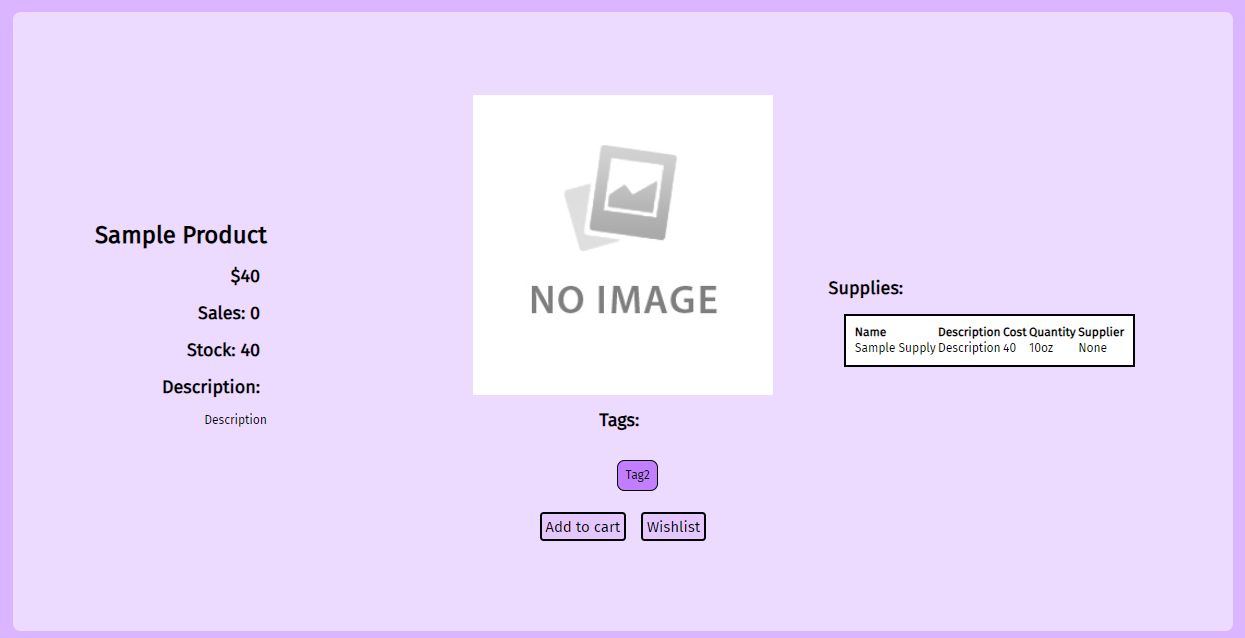 Sample Product
$40
Sales: 0
Stock: 40
Description:
Description
NO IMAGE
Tags:
Tag2
Add to cart Wishlist
Supplies:
Name Description Cost Quantity Supplier
Sample Supply Description 40 10oz None